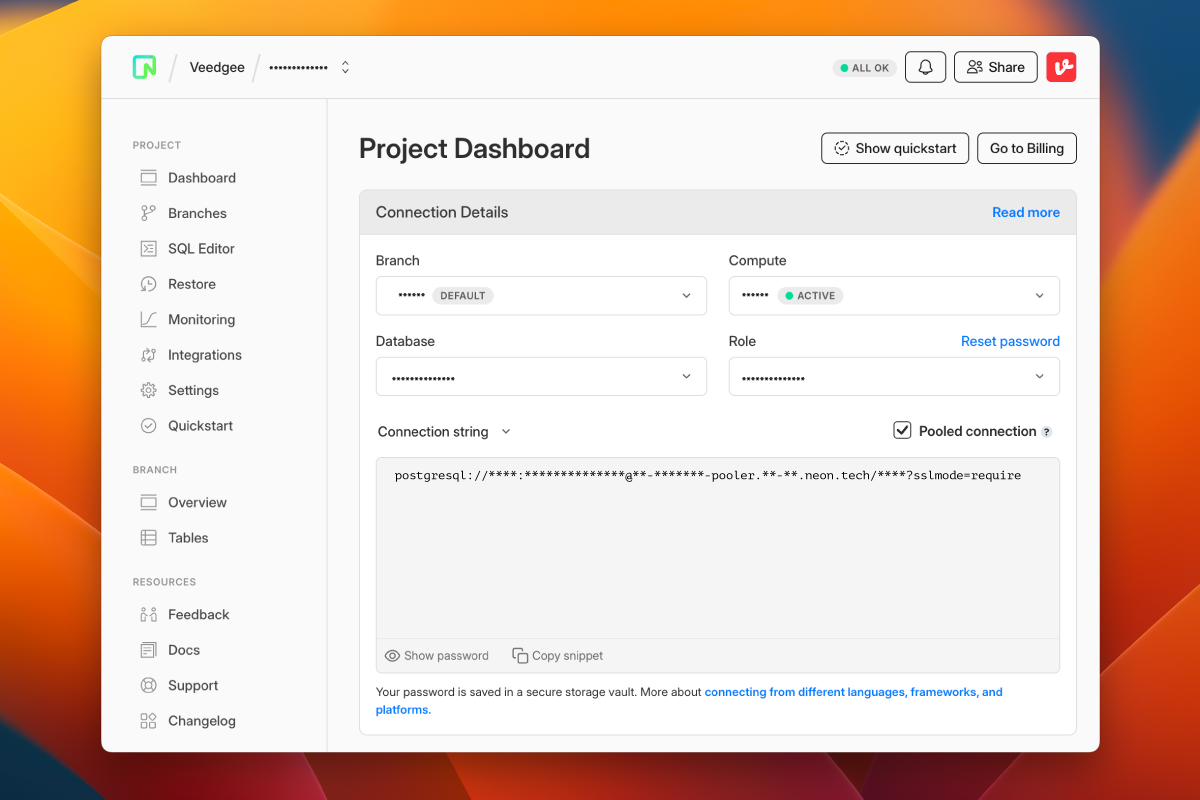 Veedgee
•••••••••••••
ALL OK
Share
PROJECT
Dashboard
Branches
SQL Editor
Restore
Monitoring
Integrations
Settings
Quickstart
BRANCH
Overview
Tables
RESOURCES
Feedback
Docs
Support
Changelog
Project Dashboard
Show quickstart
Go to Billing
Connection Details
Read more
Branch
•••••• DEFAULT
Compute
•••••• ACTIVE
Database
••••••••••••••
Role
Reset password
••••••••••••••
Connection string
Pooled connection ?
postgresql://****:**************@**-*******-pooler.**-**.neon.tech/****?sslmode=require
Show password
Copy snippet
Your password is saved in a secure storage vault. More about connecting from different languages, frameworks, and
platforms.